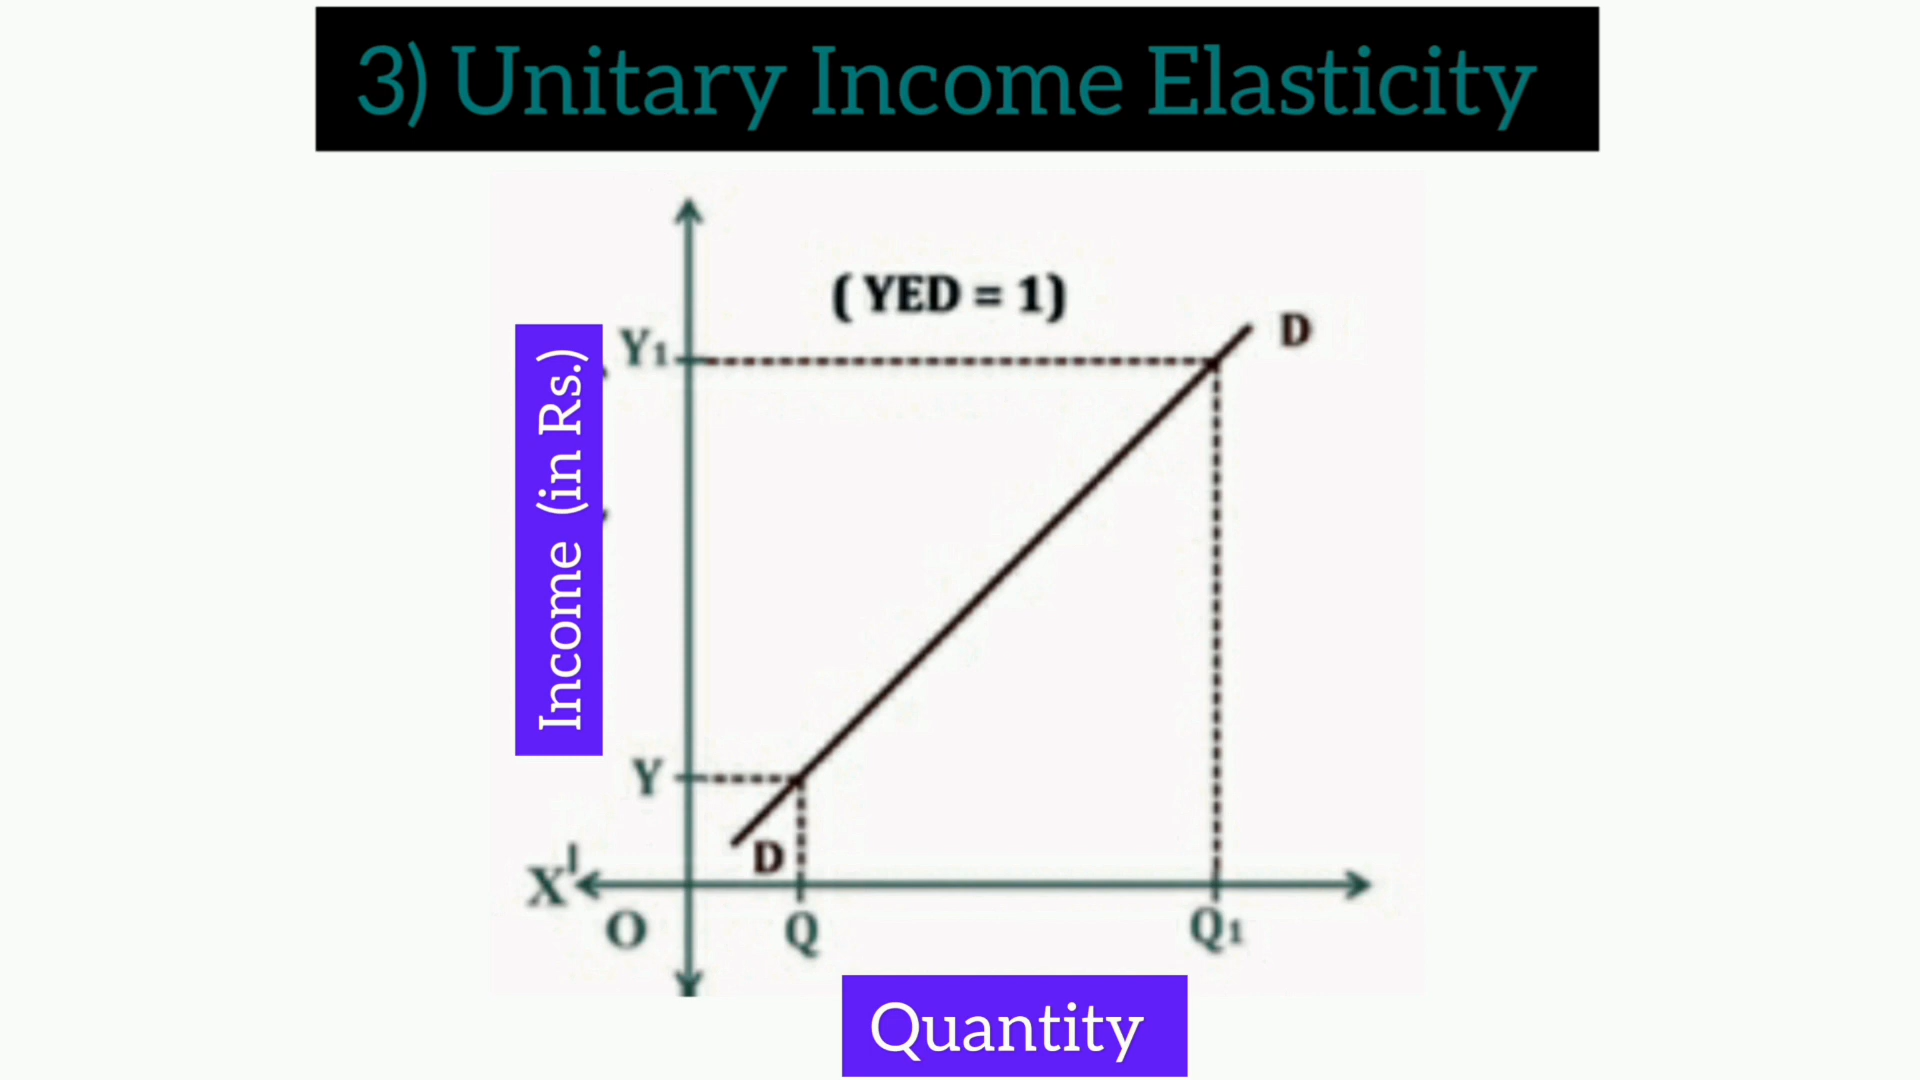 3) Unitary Income Elasticity
( YED = 1)
D
Y1
Income (in Rs.)
Y
D
X'
O
Q
Q1
Quantity